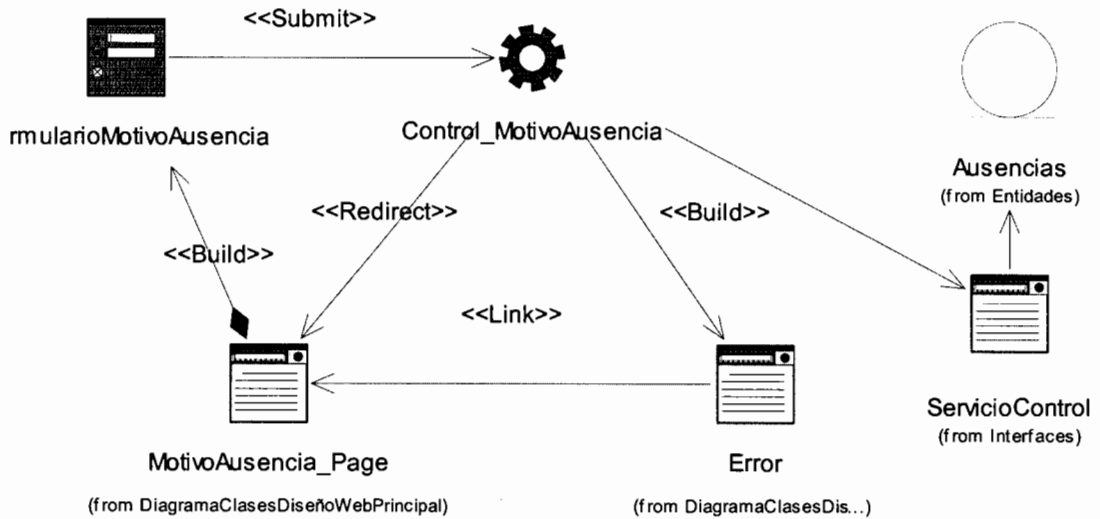 <<Submit>>
rmularioMotivoAusencia
Control_MotivoAusencia
Ausencias
(from Entidades)
<<Redirect>>
<<Build>>
<<Build>>
<<Link>>
ServicioControl
(from Interfaces)
MotivoAusencia_Page
(from DiagramaClasesDiseñoWebPrincipal)
Error
(from DiagramaClasesDis...)